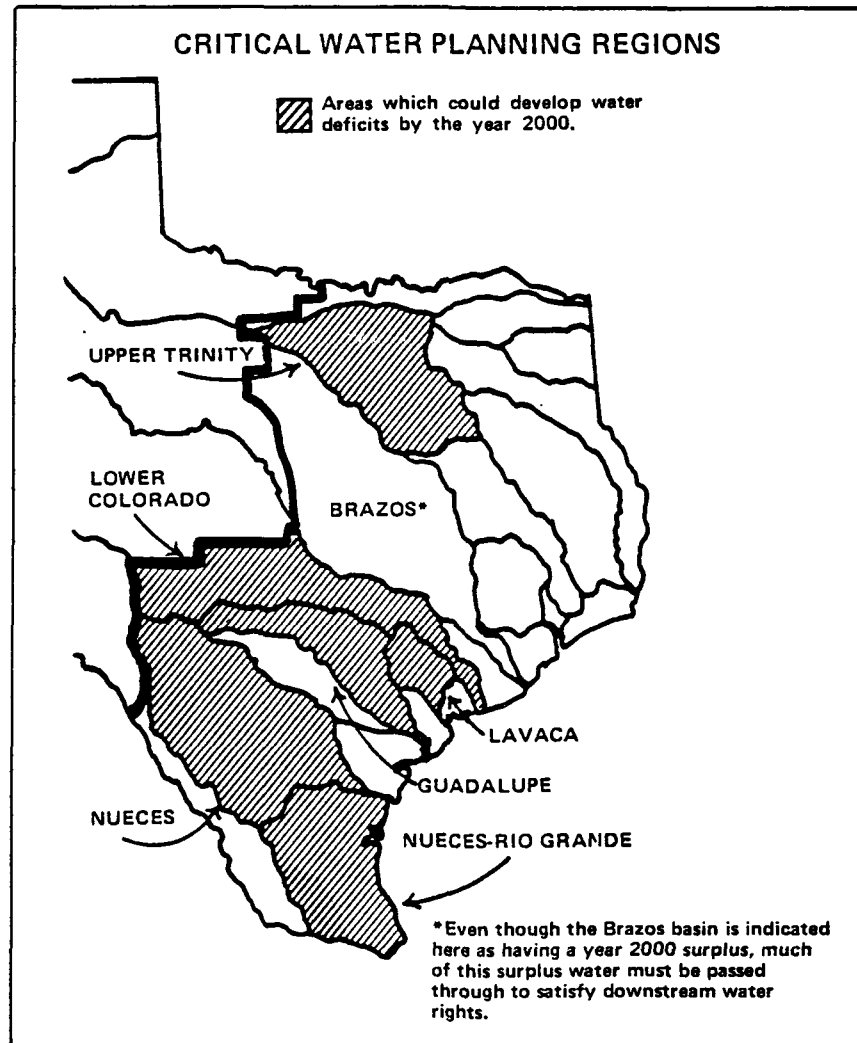 CRITICAL WATER PLANNING REGIONS
Areas which could develop water
deficits by the year 2000.
UPPER TRINITY
LOWER
COLORADO
BRAZOS*
LAVACA
GUADALUPE
NUECES
NUECES-RIO GRANDE
*Even though the Brazos basin is indicated
here as having a year 2000 surplus, much
of this surplus water must be passed
through to satisfy downstream water
rights.